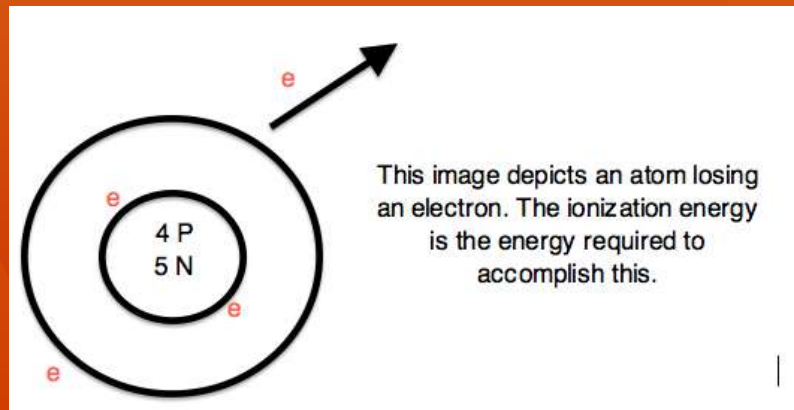 e
e
4 P
5 N
e
e
This image depicts an atom losing
an electron. The ionization energy
is the energy required to
accomplish this.